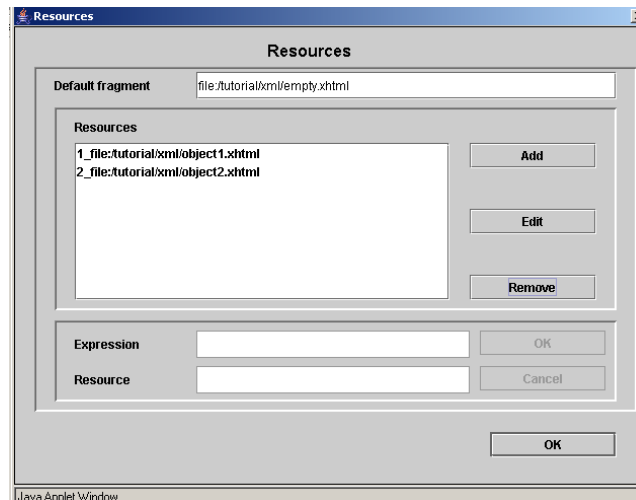 Resources
Resources
Default fragment file:/tutorial/xml/empty.xhtml
Resources
1_file:/tutorial/xml/object1.xhtml
2_file:/tutorial/xml/object2.xhtml
Add
Edit
Remove
Expression OK
Resource Cancel
OK
Java Applet Window